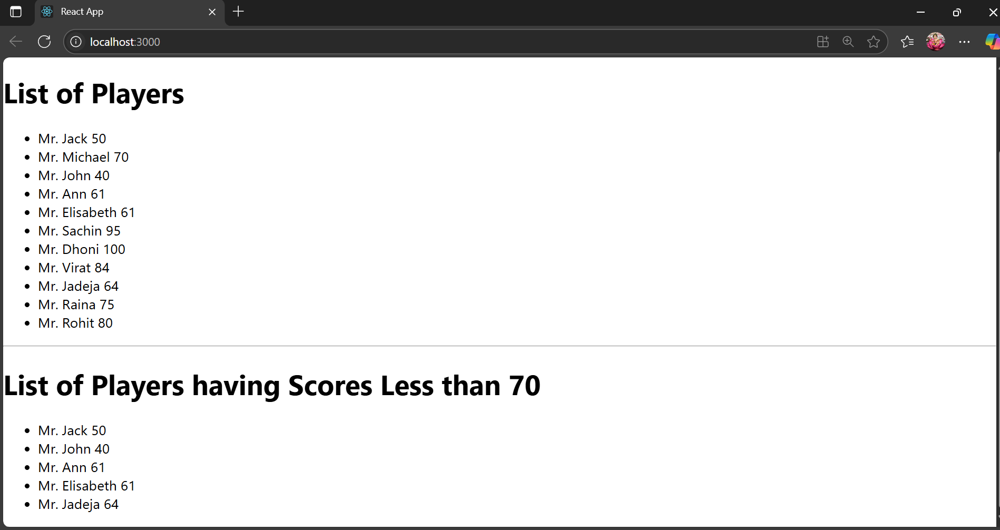 React App
localhost:3000
List of Players
• Mr. Jack 50
• Mr. Michael 70
• Mr. John 40
• Mr. Ann 61
• Mr. Elisabeth 61
• Mr. Sachin 95
• Mr. Dhoni 100
• Mr. Virat 84
• Mr. Jadeja 64
• Mr. Raina 75
• Mr. Rohit 80
List of Players having Scores Less than 70
• Mr. Jack 50
• Mr. John 40
• Mr. Ann 61
• Mr. Elisabeth 61
• Mr. Jadeja 64